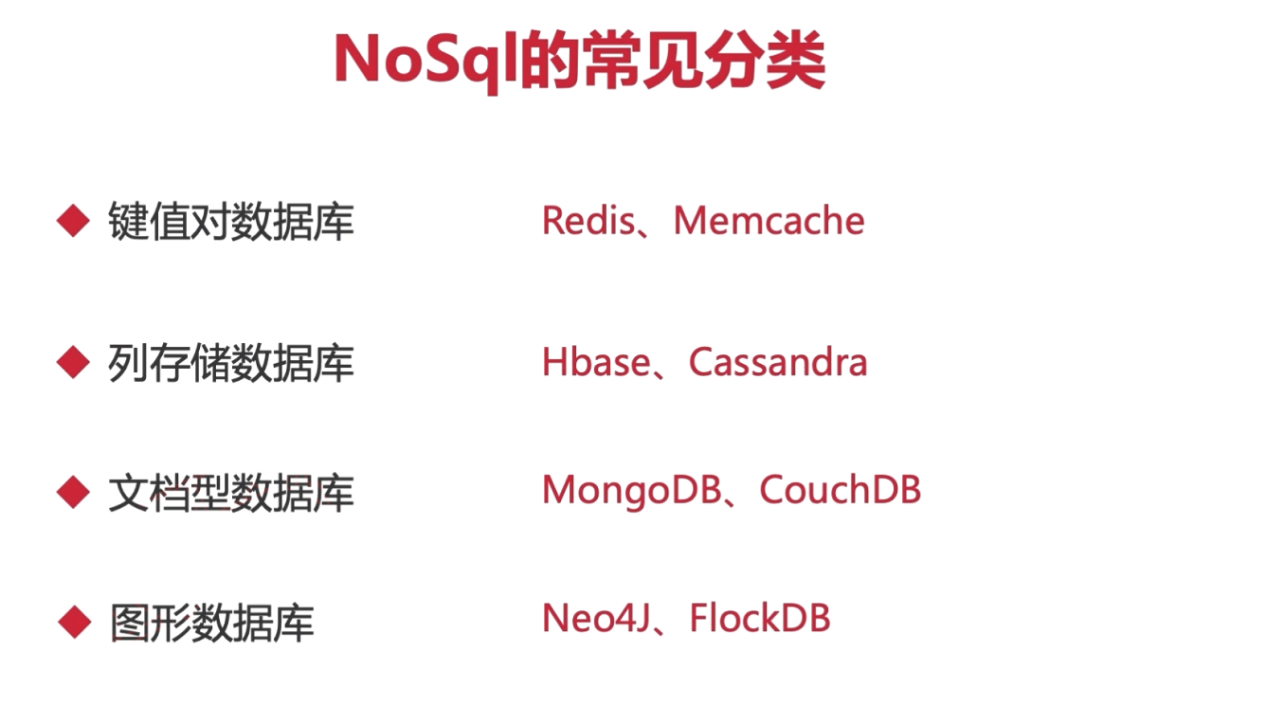 NoSql的常见分类
键值对数据库 Redis、Memcache
列存储数据库 Hbase、Cassandra
文档型数据库 MongoDB、CouchDB
图形数据库 Neo4J、FlockDB